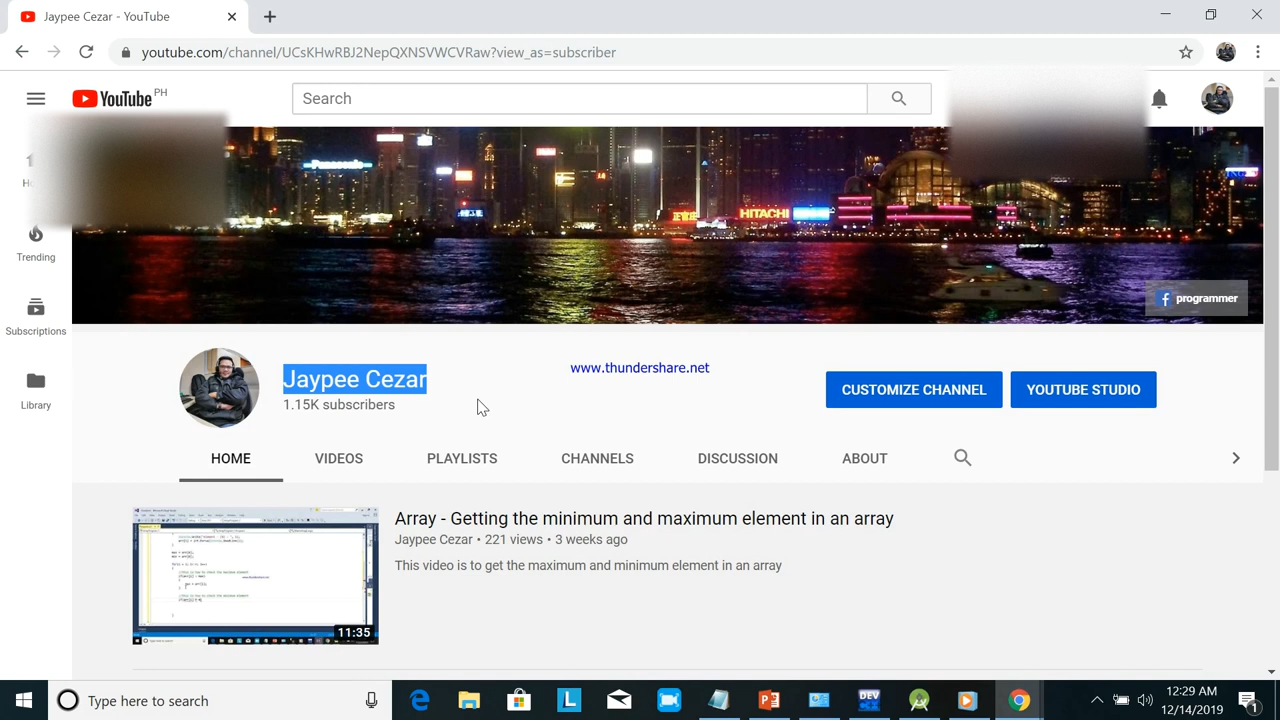 Jaypee Cezar - YouTube
youtube.com/channel/UCsKHwRBJ2NepQXNSVWCVRaw?view_as=subscriber
YouTube PH
Search
Panasonic
HITACHI
Trending
Subscriptions
Library
programmer
Jaypee Cezar
1.15K subscribers
www.thundershare.net
CUSTOMIZE CHANNEL
YOUTUBE STUDIO
HOME VIDEOS PLAYLISTS CHANNELS DISCUSSION ABOUT
Array - Getting the minimum and maximum element in an array
Jaypee Cezar • 221 views • 3 weeks ago
This video is to get the maximum and minimum element in an array
11:35
Type here to search
DEV
12:29 AM
12/14/2019
1